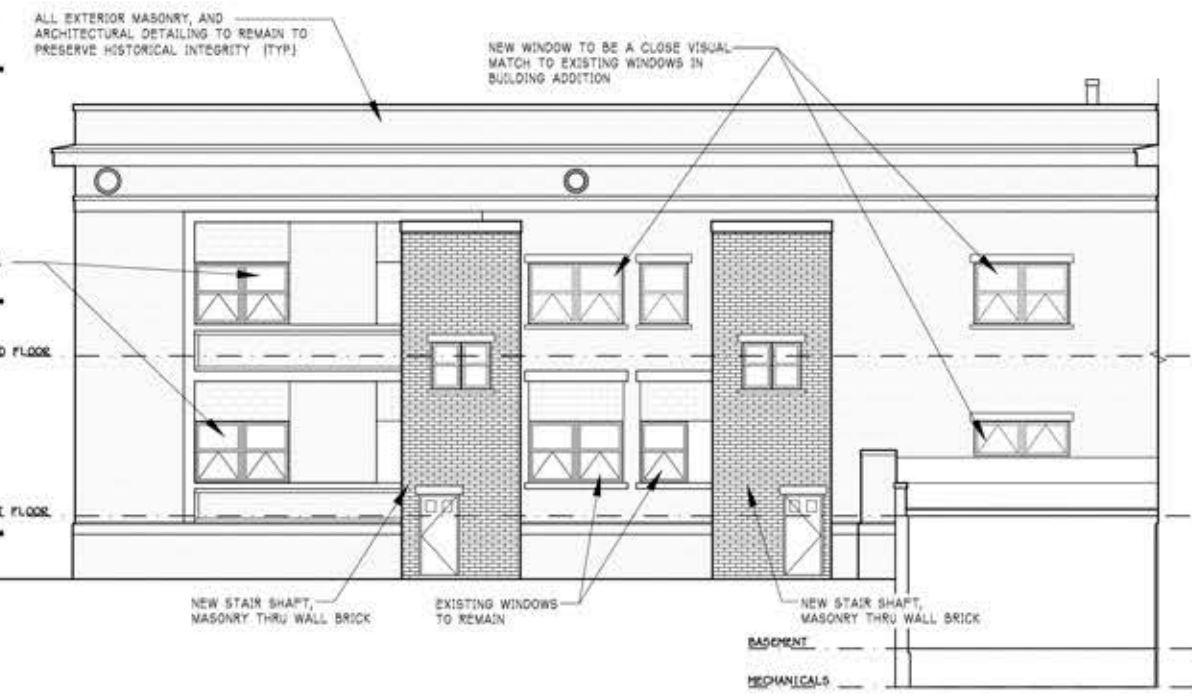 ALL EXTERIOR MASONRY, AND
ARCHITECTURAL DETAILING TO REMAIN TO
PRESERVE HISTORICAL INTEGRITY (TYP.)
NEW WINDOW TO BE A CLOSE VISUAL
MATCH TO EXISTING WINDOWS IN
BUILDING ADDITION
FLOOR
FLOOR
NEW STAIR SHAFT,
MASONRY THRU WALL BRICK
EXISTING WINDOWS
TO REMAIN
NEW STAIR SHAFT,
MASONRY THRU WALL BRICK
BASEMENT
MECHANICALS